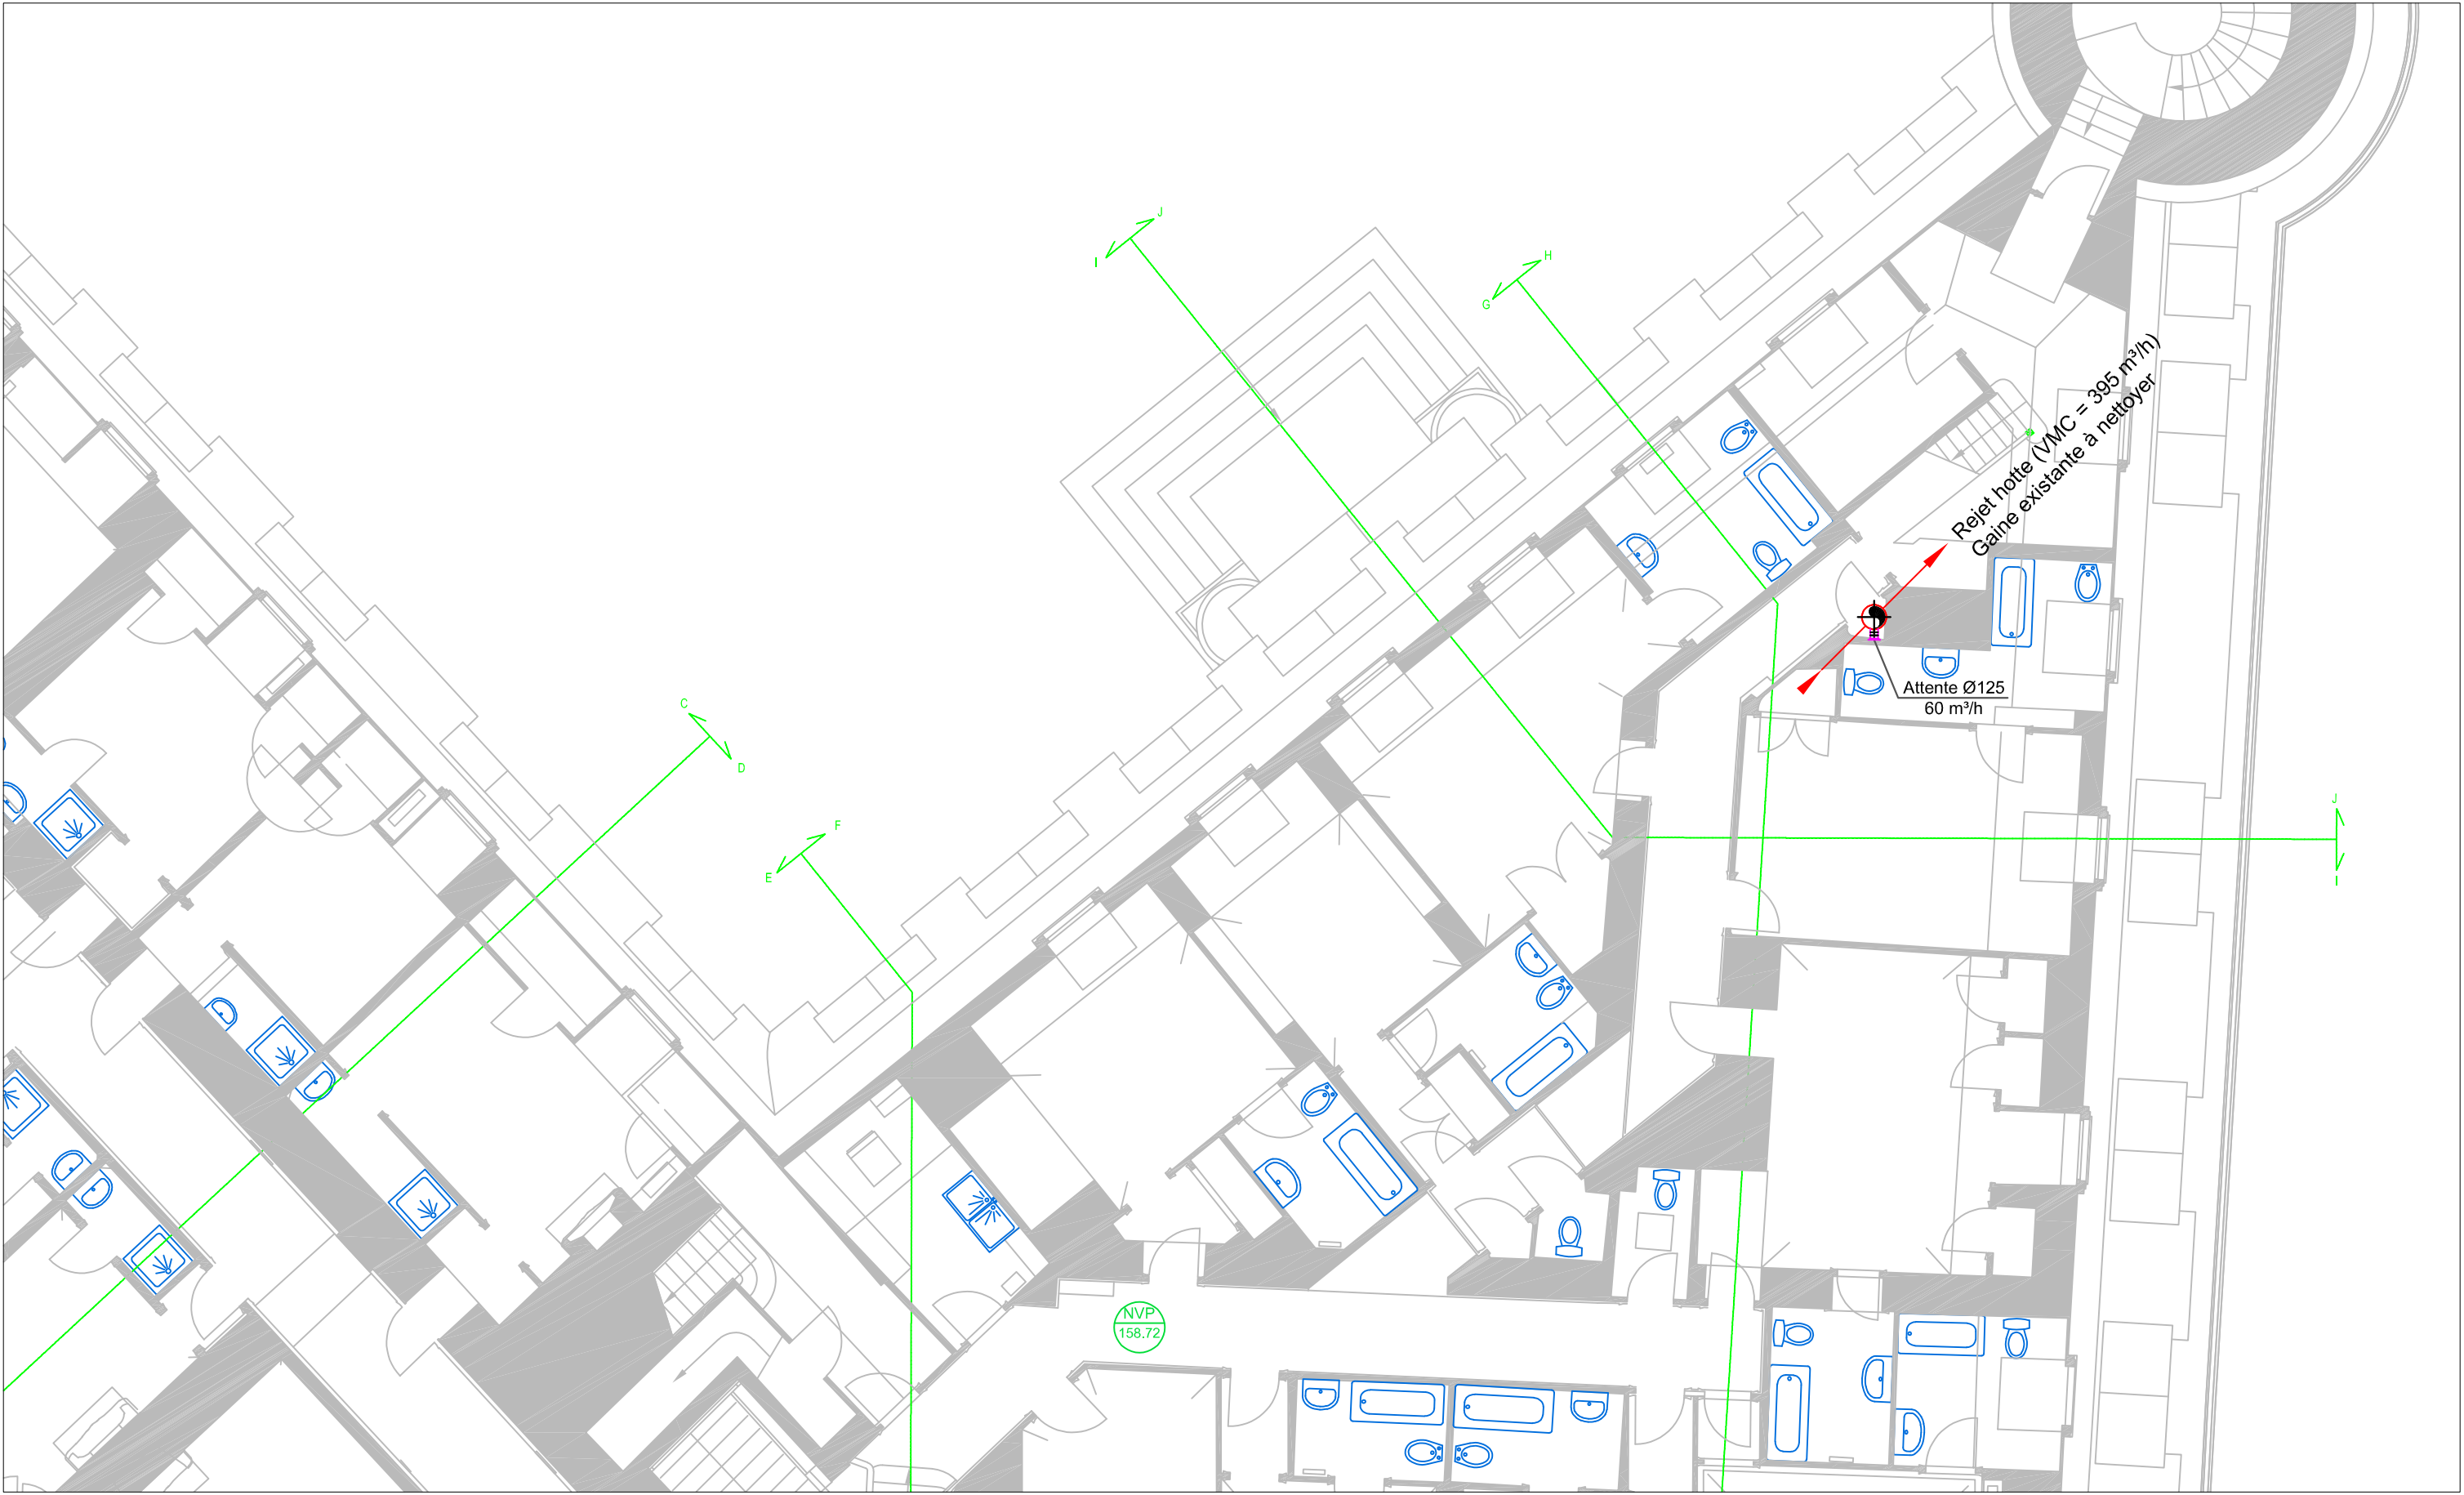 J
I
H
G
Rejet hotte (VMC = 395 m³/h)
Gaine existante à nettoyer
Attente Ø125
60 m³/h
C
D
F
E
J
I
NVP
158.72